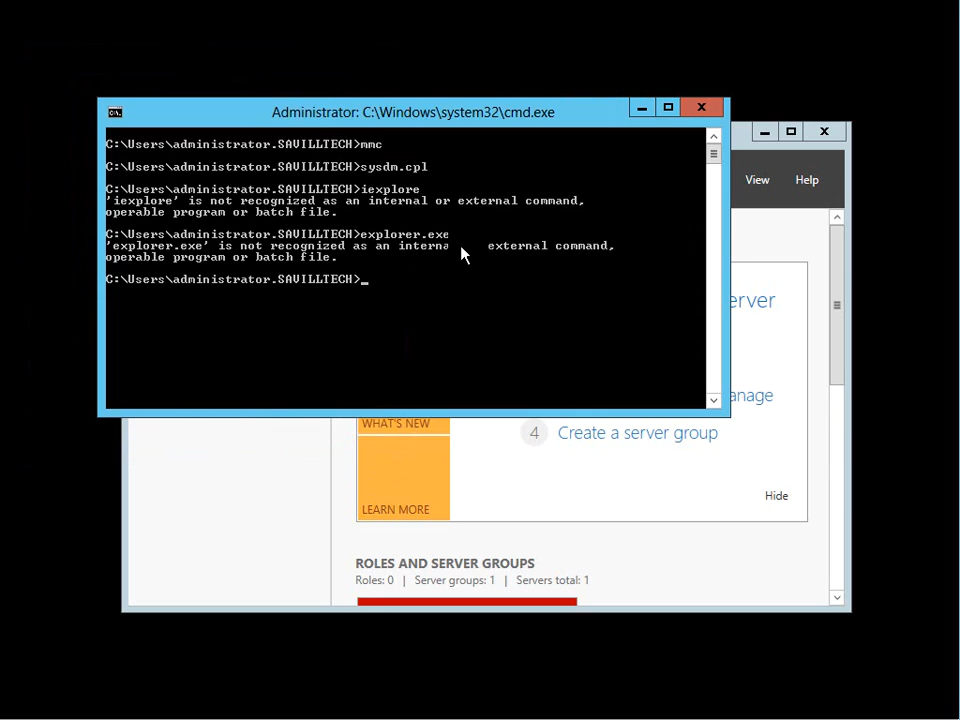 Administrator: C:\Windows\system32\cmd.exe
C:\Users\administrator.SAVILLTECH>mmc
C:\Users\administrator.SAVILLTECH>sysdm.cpl
C:\Users\administrator.SAVILLTECH>iexplore
'iexplore' is not recognized as an internal or external command,
operable program or batch file.
C:\Users\administrator.SAVILLTECH>explorer.exe
'explorer.exe' is not recognized as an interna external command,
operable program or batch file.
C:\Users\administrator.SAVILLTECH>_
View Help
erver
anage
WHAT'S NEW
4 Create a server group
Hide
LEARN MORE
ROLES AND SERVER GROUPS
Roles: 0 | Server groups: 1 | Servers total: 1